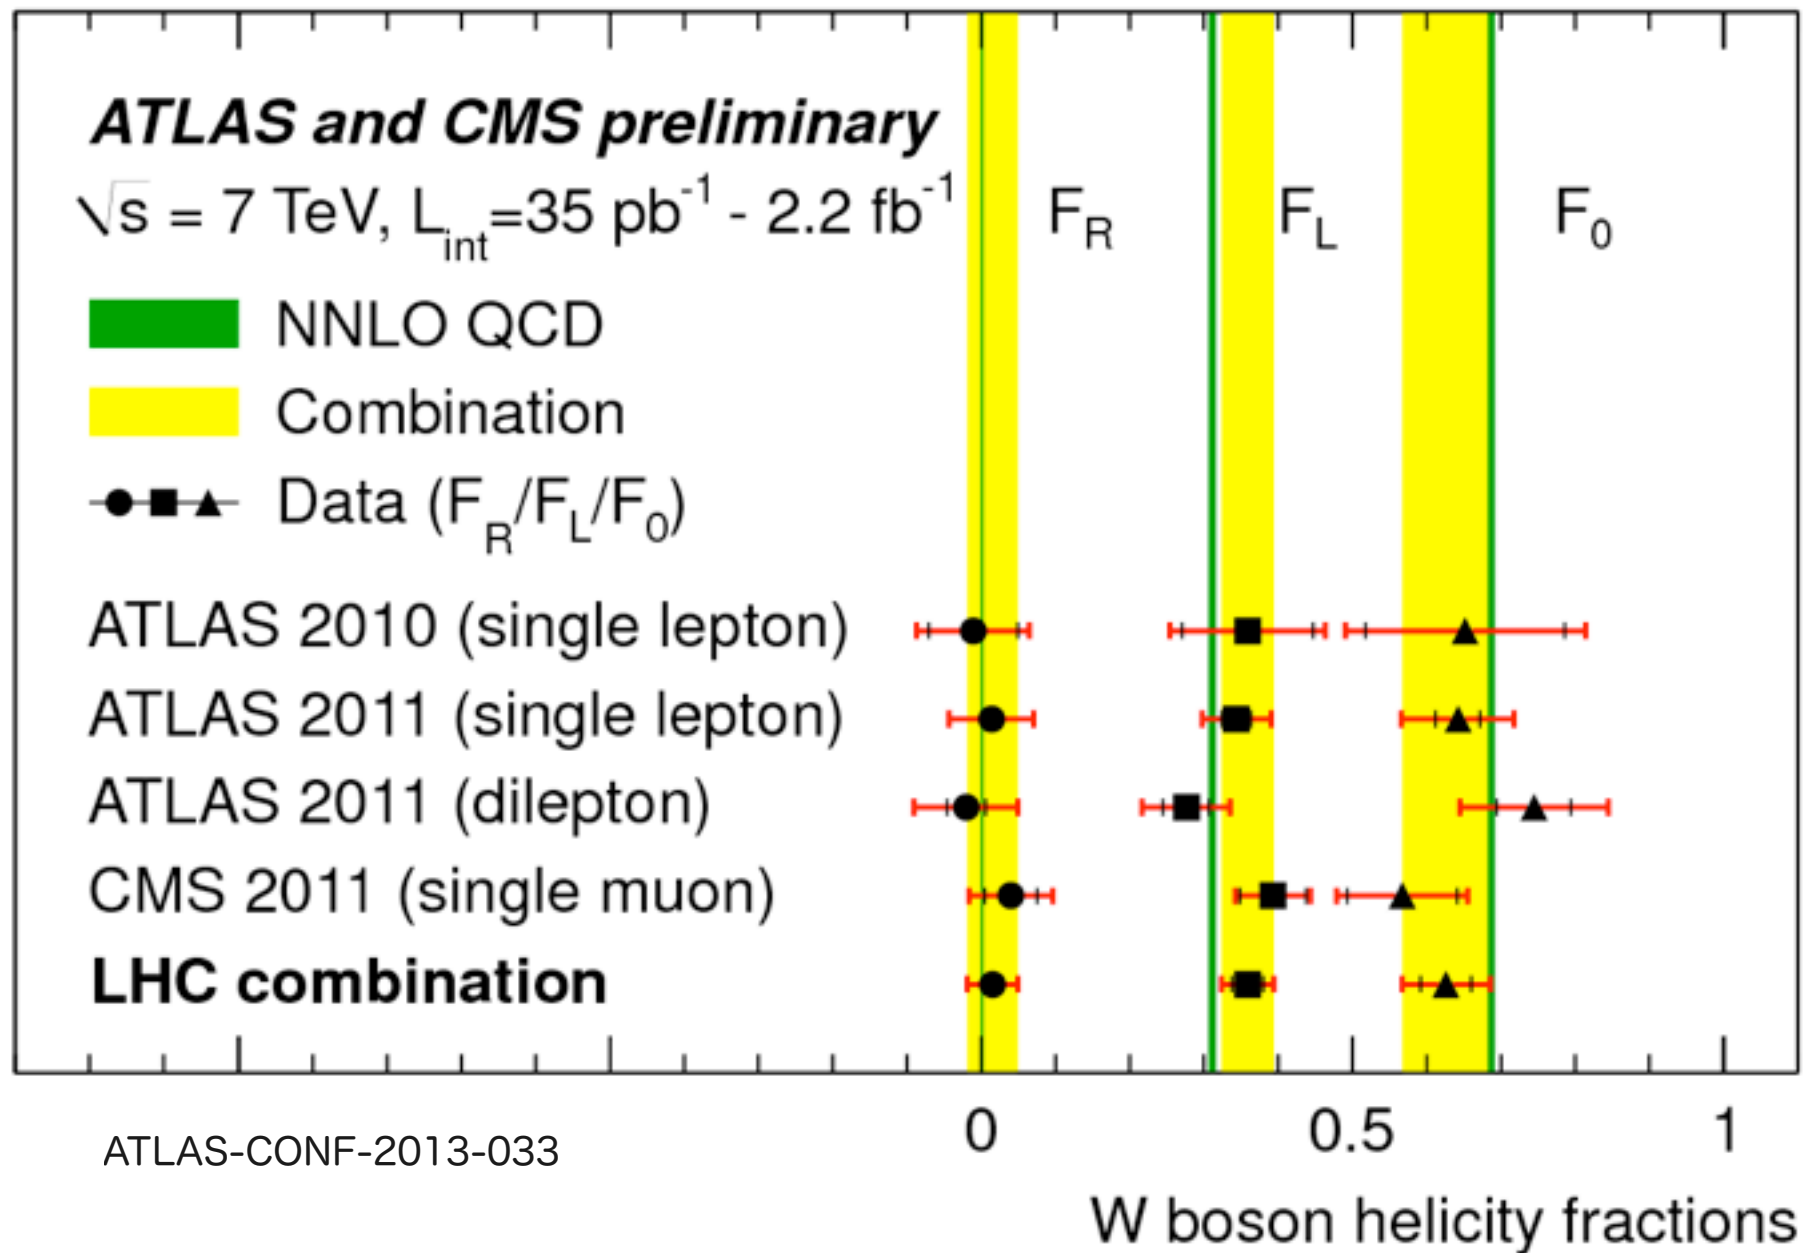 ATLAS and CMS preliminary
√s = 7 TeV, L_int=35 pb⁻¹ - 2.2 fb⁻¹
F_R F_L F_0
NNLO QCD
Combination
Data (F_R/F_L/F_0)
ATLAS 2010 (single lepton)
ATLAS 2011 (single lepton)
ATLAS 2011 (dilepton)
CMS 2011 (single muon)
LHC combination
0 0.5 1
ATLAS-CONF-2013-033
W boson helicity fractions